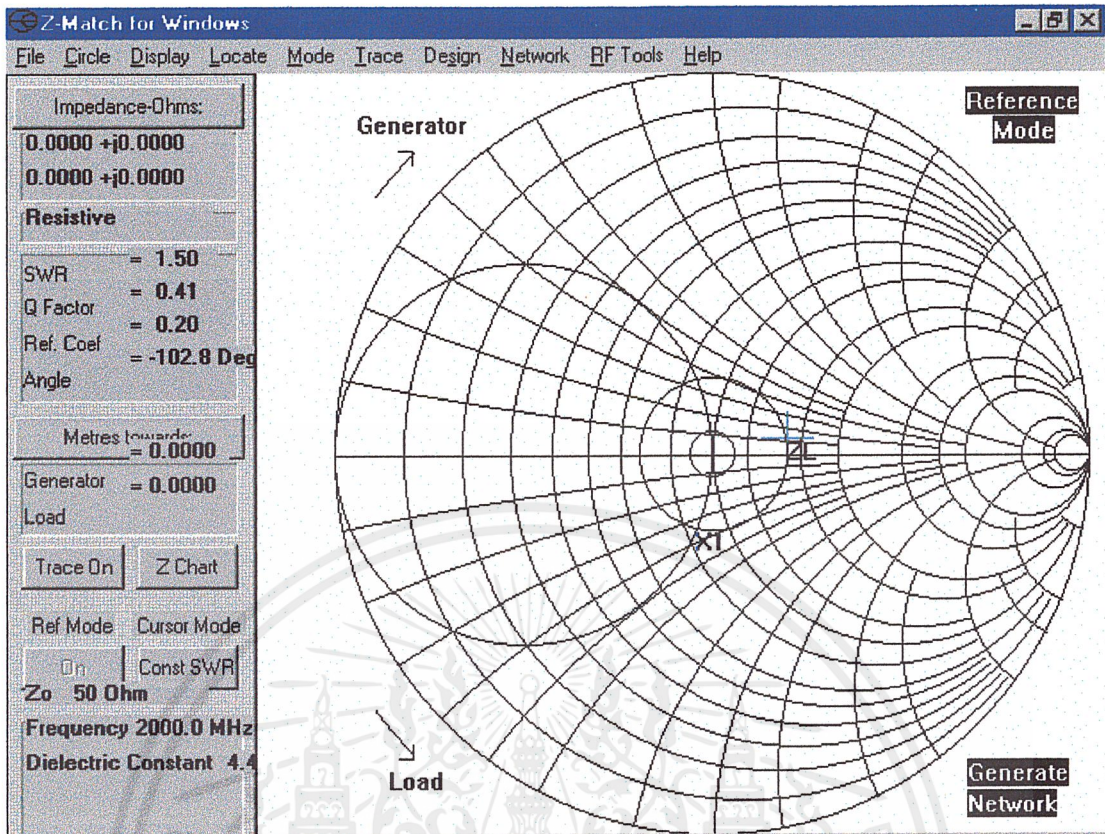 Z-Match for Windows
File Circle Display Locate Mode Trace Design Network RF Tools Help
Impedance-Ohms:
0.0000 +j0.0000
0.0000 +j0.0000
Resistive
SWR = 1.50
Q Factor = 0.41
Ref. Coef = 0.20
Angle = -102.8 Deg
Metres towards:
Generator = 0.0000
Load = 0.0000
Trace On Z Chart
Ref Mode Cursor Mode
On Const SWR
Zo 50 Ohm
Frequency 2000.0 MHz
Dielectric Constant 4.4
Generator
Reference
Mode
ZL
X1
Load
Generate
Network